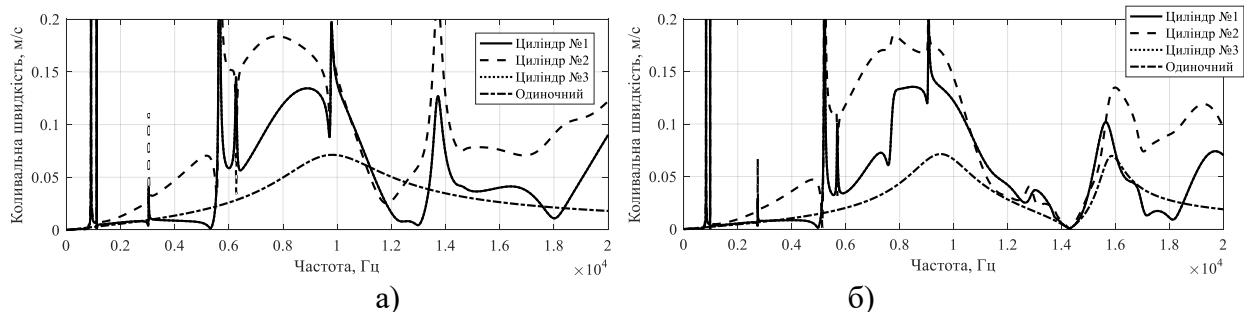 0.2
0.15
0.1
0.05
0
Коливальна швидкість, м/с
Циліндр №1
Циліндр №2
Циліндр №3
Одиночний
0 0.2 0.4 0.6 0.8 1 1.2 1.4 1.6 1.8 2
Частота, Гц
×10⁴
а)
0.2
0.15
0.1
0.05
0
Коливальна швидкість, м/с
Циліндр №1
Циліндр №2
Циліндр №3
Одиночний
0 0.2 0.4 0.6 0.8 1 1.2 1.4 1.6 1.8 2
Частота, Гц
×10⁴
б)